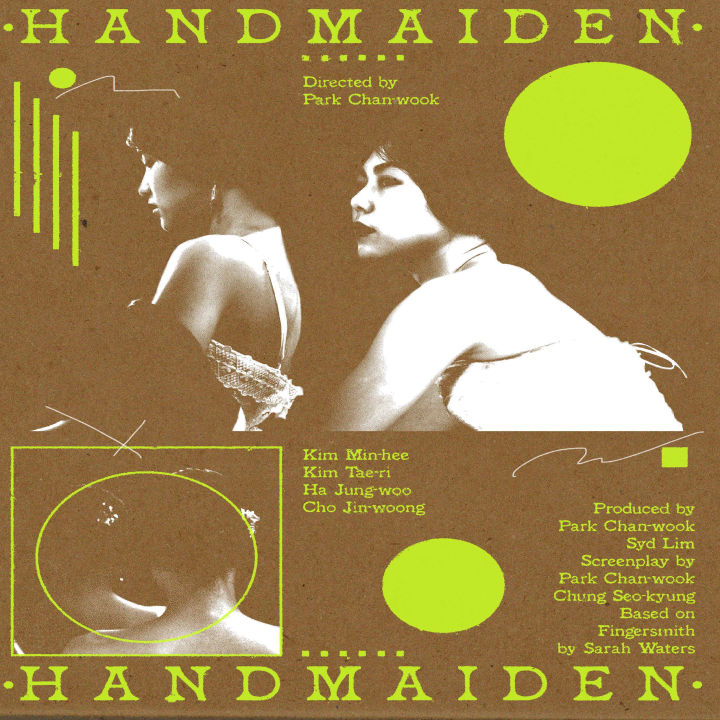 ·HANDMAIDEN·
Directed by
Park Chan-wook
Kim Min-hee
Kim Tae-ri
Ha Jung-woo
Cho Jin-woong
Produced by
Park Chan-wook
Syd Lim
Screenplay by
Park Chan-wook
Chung Seo-kyung
Based on
Fingersmith
by Sarah Waters
·HANDMAIDEN·